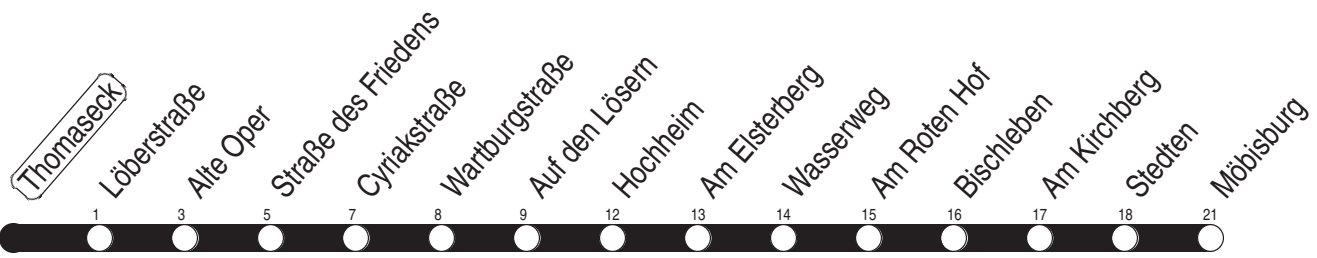 Thomaseck
Löberstraße
Alte Oper
Straße des Friedens
Cyriakstraße
Wartburgstraße
Auf den Lösern
Hochheim
Am Elsterberg
Wasserweg
Am Roten Hof
Bischleben
Am Kirchberg
Stedten
Möbisburg
1 3 5 7 8 9 12 13 14 15 16 17 18 21